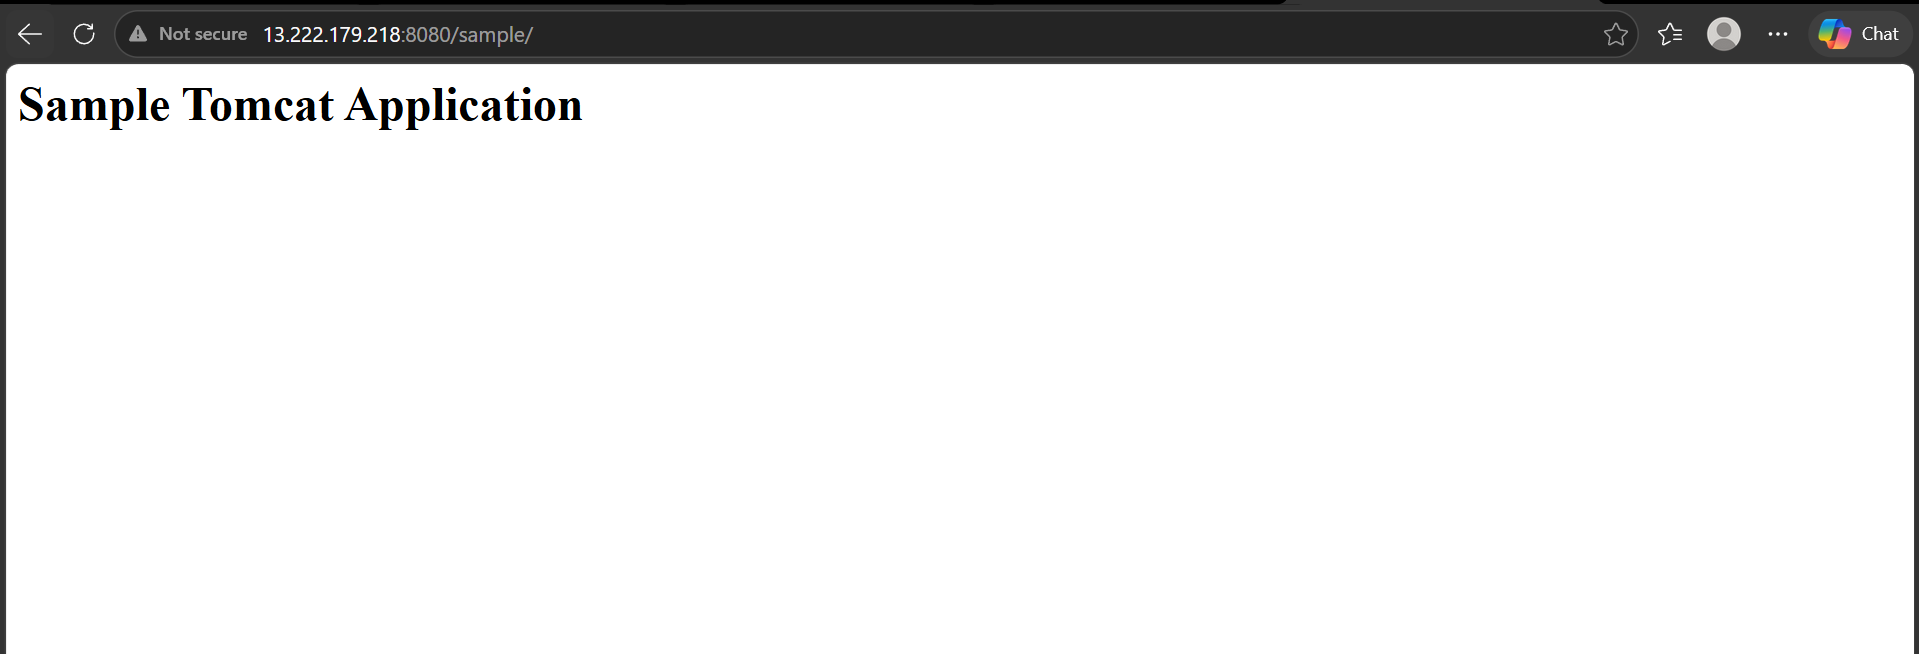 Not secure 13.222.179.218:8080/sample/ Chat
Sample Tomcat Application